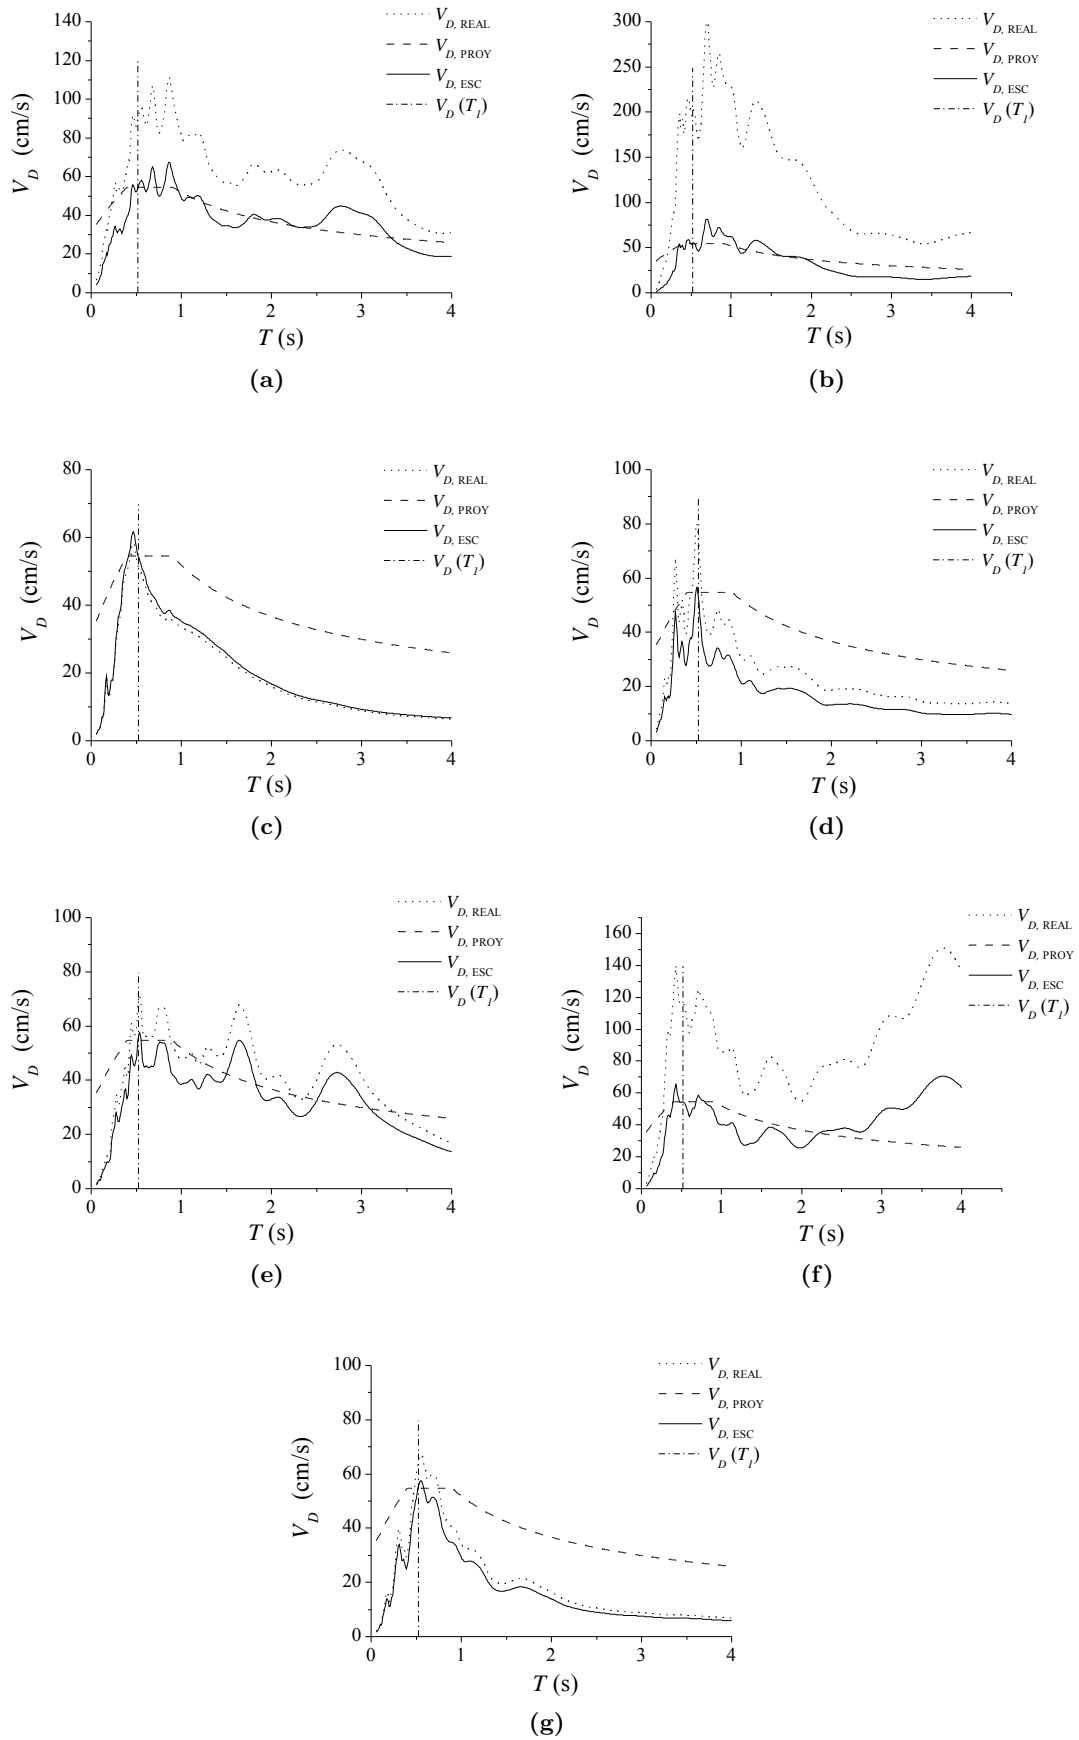 140
120
100
80
60
40
20
0
V_D (cm/s)
0 1 2 3 4
T (s)
V_D, REAL
V_D, PROY
V_D, ESC
V_D (T_1)
(a)
300
250
200
150
100
50
0
V_D (cm/s)
0 1 2 3 4
T (s)
V_D, REAL
V_D, PROY
V_D, ESC
V_D (T_1)
(b)
80
60
40
20
0
V_D (cm/s)
0 1 2 3 4
T (s)
V_D, REAL
V_D, PROY
V_D, ESC
V_D (T_1)
(c)
100
80
60
40
20
0
V_D (cm/s)
0 1 2 3 4
T (s)
V_D, REAL
V_D, PROY
V_D, ESC
V_D (T_1)
(d)
100
80
60
40
20
0
V_D (cm/s)
0 1 2 3 4
T (s)
V_D, REAL
V_D, PROY
V_D, ESC
V_D (T_1)
(e)
160
140
120
100
80
60
40
20
0
V_D (cm/s)
0 1 2 3 4
T (s)
V_D, REAL
V_D, PROY
V_D, ESC
V_D (T_1)
(f)
100
80
60
40
20
0
V_D (cm/s)
0 1 2 3 4
T (s)
V_D, REAL
V_D, PROY
V_D, ESC
V_D (T_1)
(g)